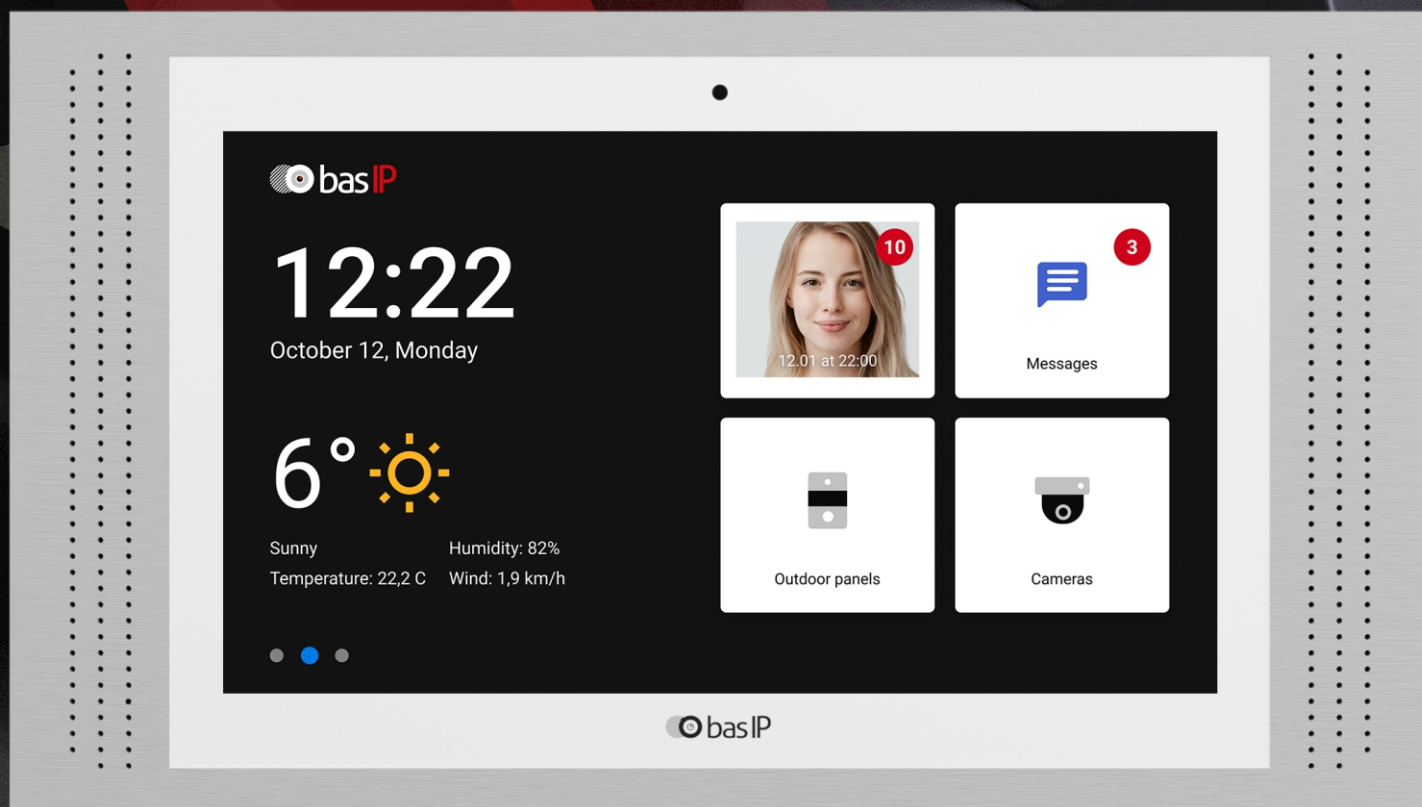 bas IP
12:22
October 12, Monday
6°
Sunny
Humidity: 82%
Temperature: 22,2 C
Wind: 1,9 km/h
10
12.01 at 22:00
3
Messages
Outdoor panels
Cameras
bas IP